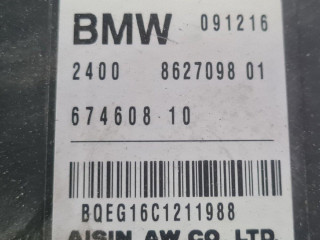 BMW 091216
2400 8627098 01
674608 10
BQEG16C1211988
AISIN AW CO. LTD